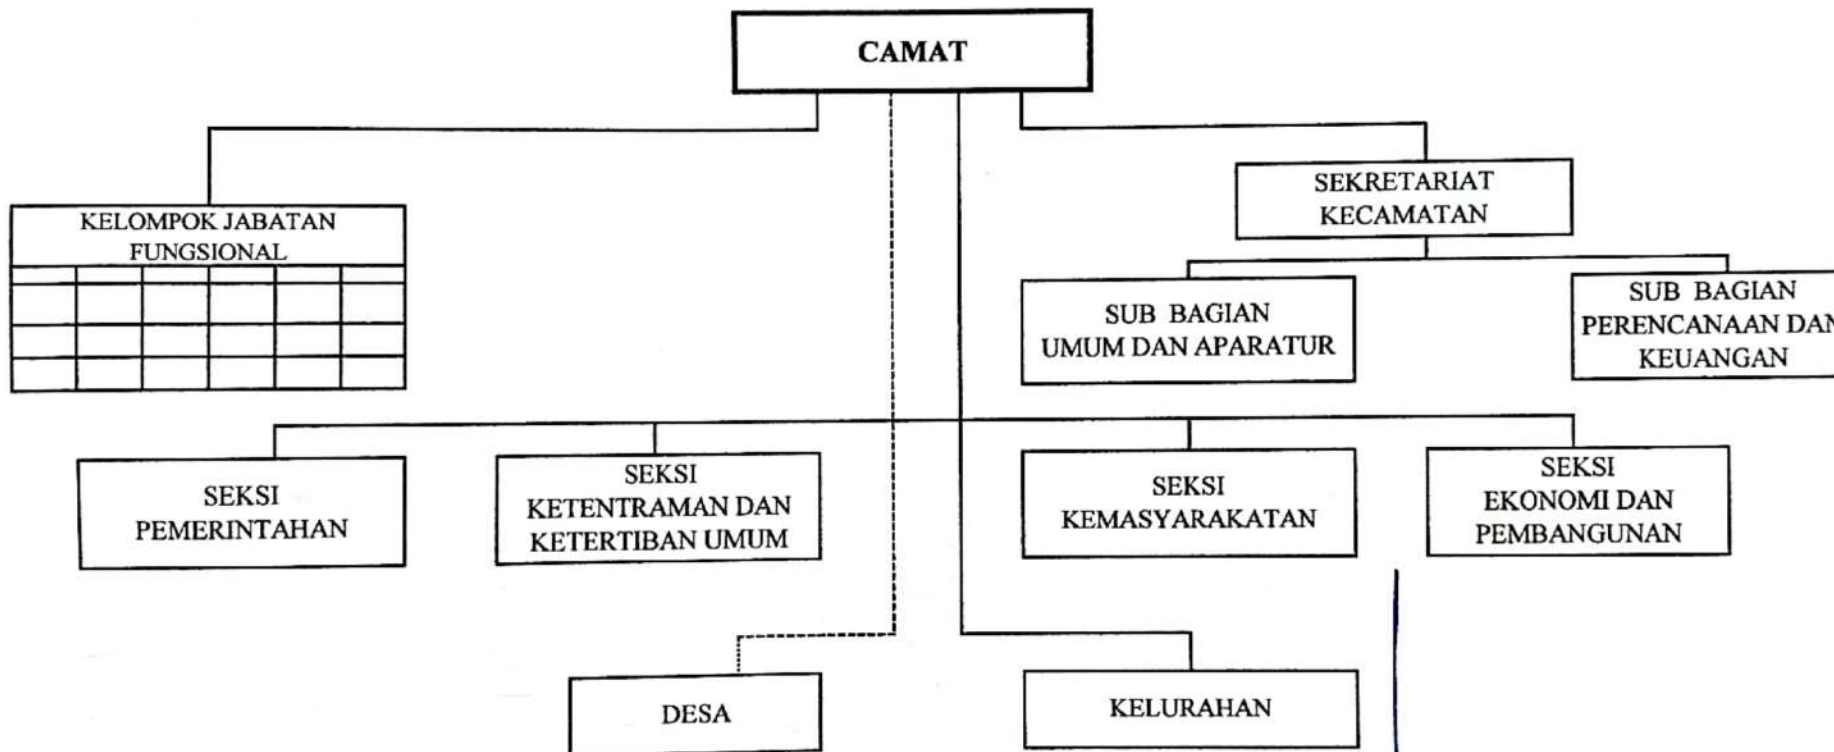 CAMAT
SEKRETARIAT
KECAMATAN
KELOMPOK JABATAN
FUNGSIONAL
SUB BAGIAN
UMUM DAN APARATUR
SUB BAGIAN
PERENCANAAN DAN
KEUANGAN
SEKSI
PEMERINTAHAN
SEKSI
KETENTRAMAN DAN
KETERTIBAN UMUM
SEKSI
KEMASYARAKATAN
SEKSI
EKONOMI DAN
PEMBANGUNAN
DESA
KELURAHAN